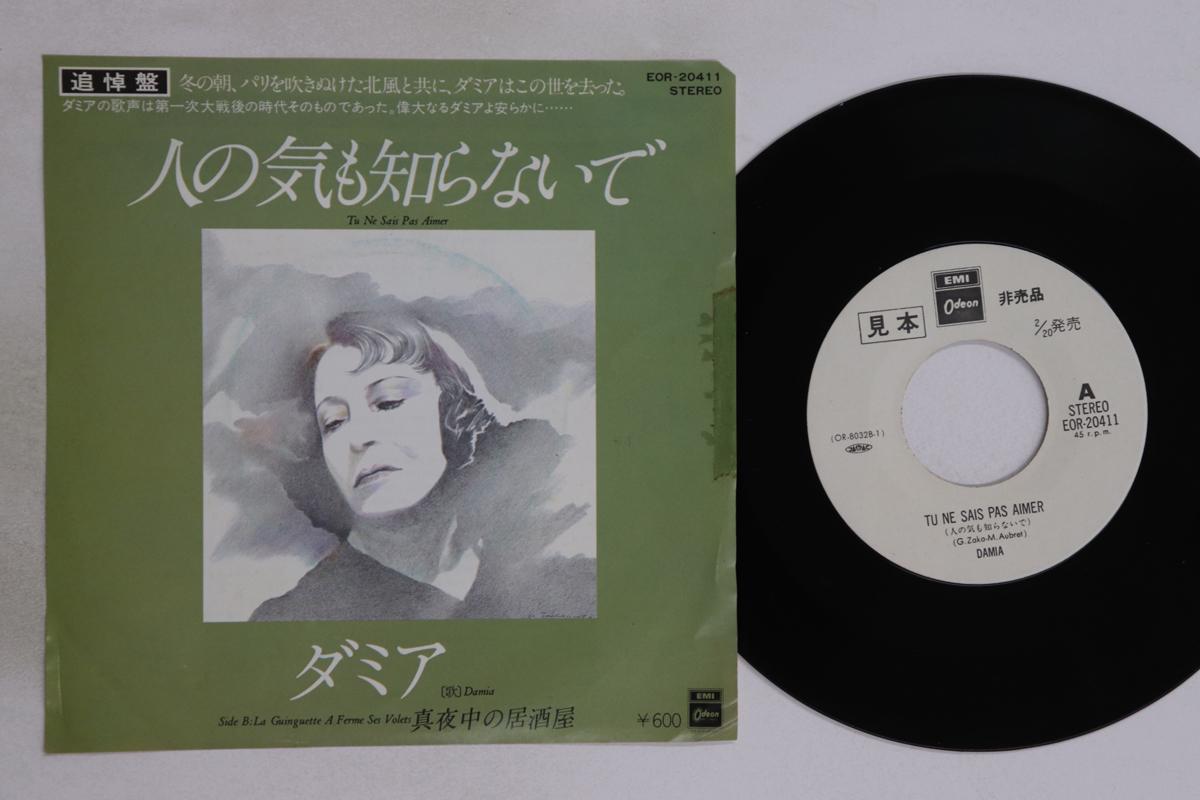 追悼盤 冬の朝、パリを吹きぬけた北風と共に、ダミアはこの世を去った。
ダミアの歌声は第一次大戦後の時代そのものであった。偉大なるダミアよ安らかに……
EOR-20411
STEREO
人の気も知らないで
Tu Ne Sais Pas Aimer
ダミア
〔歌〕Damia
Side B:La Guinguette A Ferme Ses Volets 真夜中の居酒屋
¥600
EMI
Odeon
EMI
Odeon
見本
非売品
2/20発売
A
STEREO
EOR-20411
45 r.p.m.
(OR-8032B-1)
TU NE SAIS PAS AIMER
(人の気も知らないで)
(G.Zoko-M.Aubret)
DAMIA